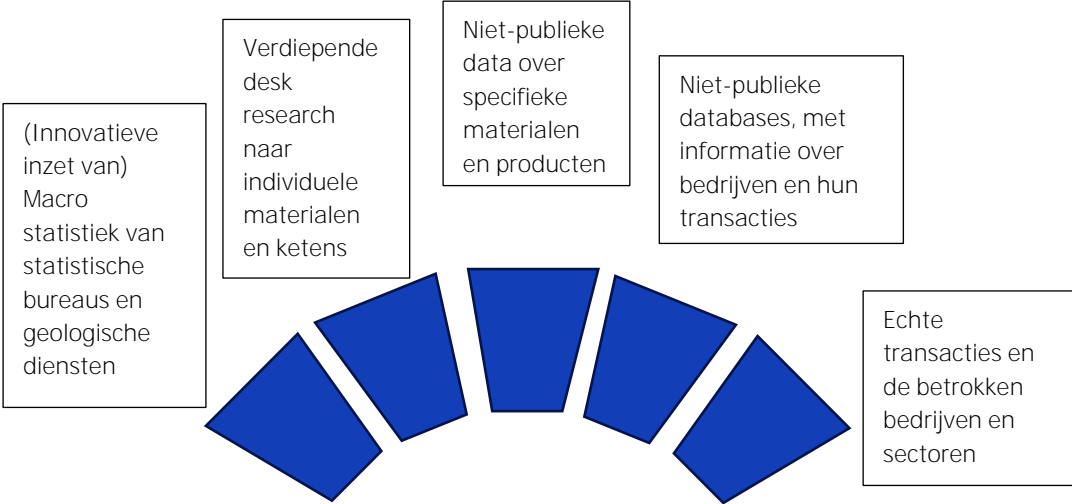 (Innovatieve
inzet van)
Macro
statistiek van
statistische
bureaus en
geologische
diensten
Verdiepende
desk
research
naar
individuele
materialen
en ketens
Niet-publieke
data over
specifieke
materialen
en producten
Niet-publieke
databases, met
informatie over
bedrijven en hun
transacties
Echte
transacties en
de betrokken
bedrijven en
sectoren